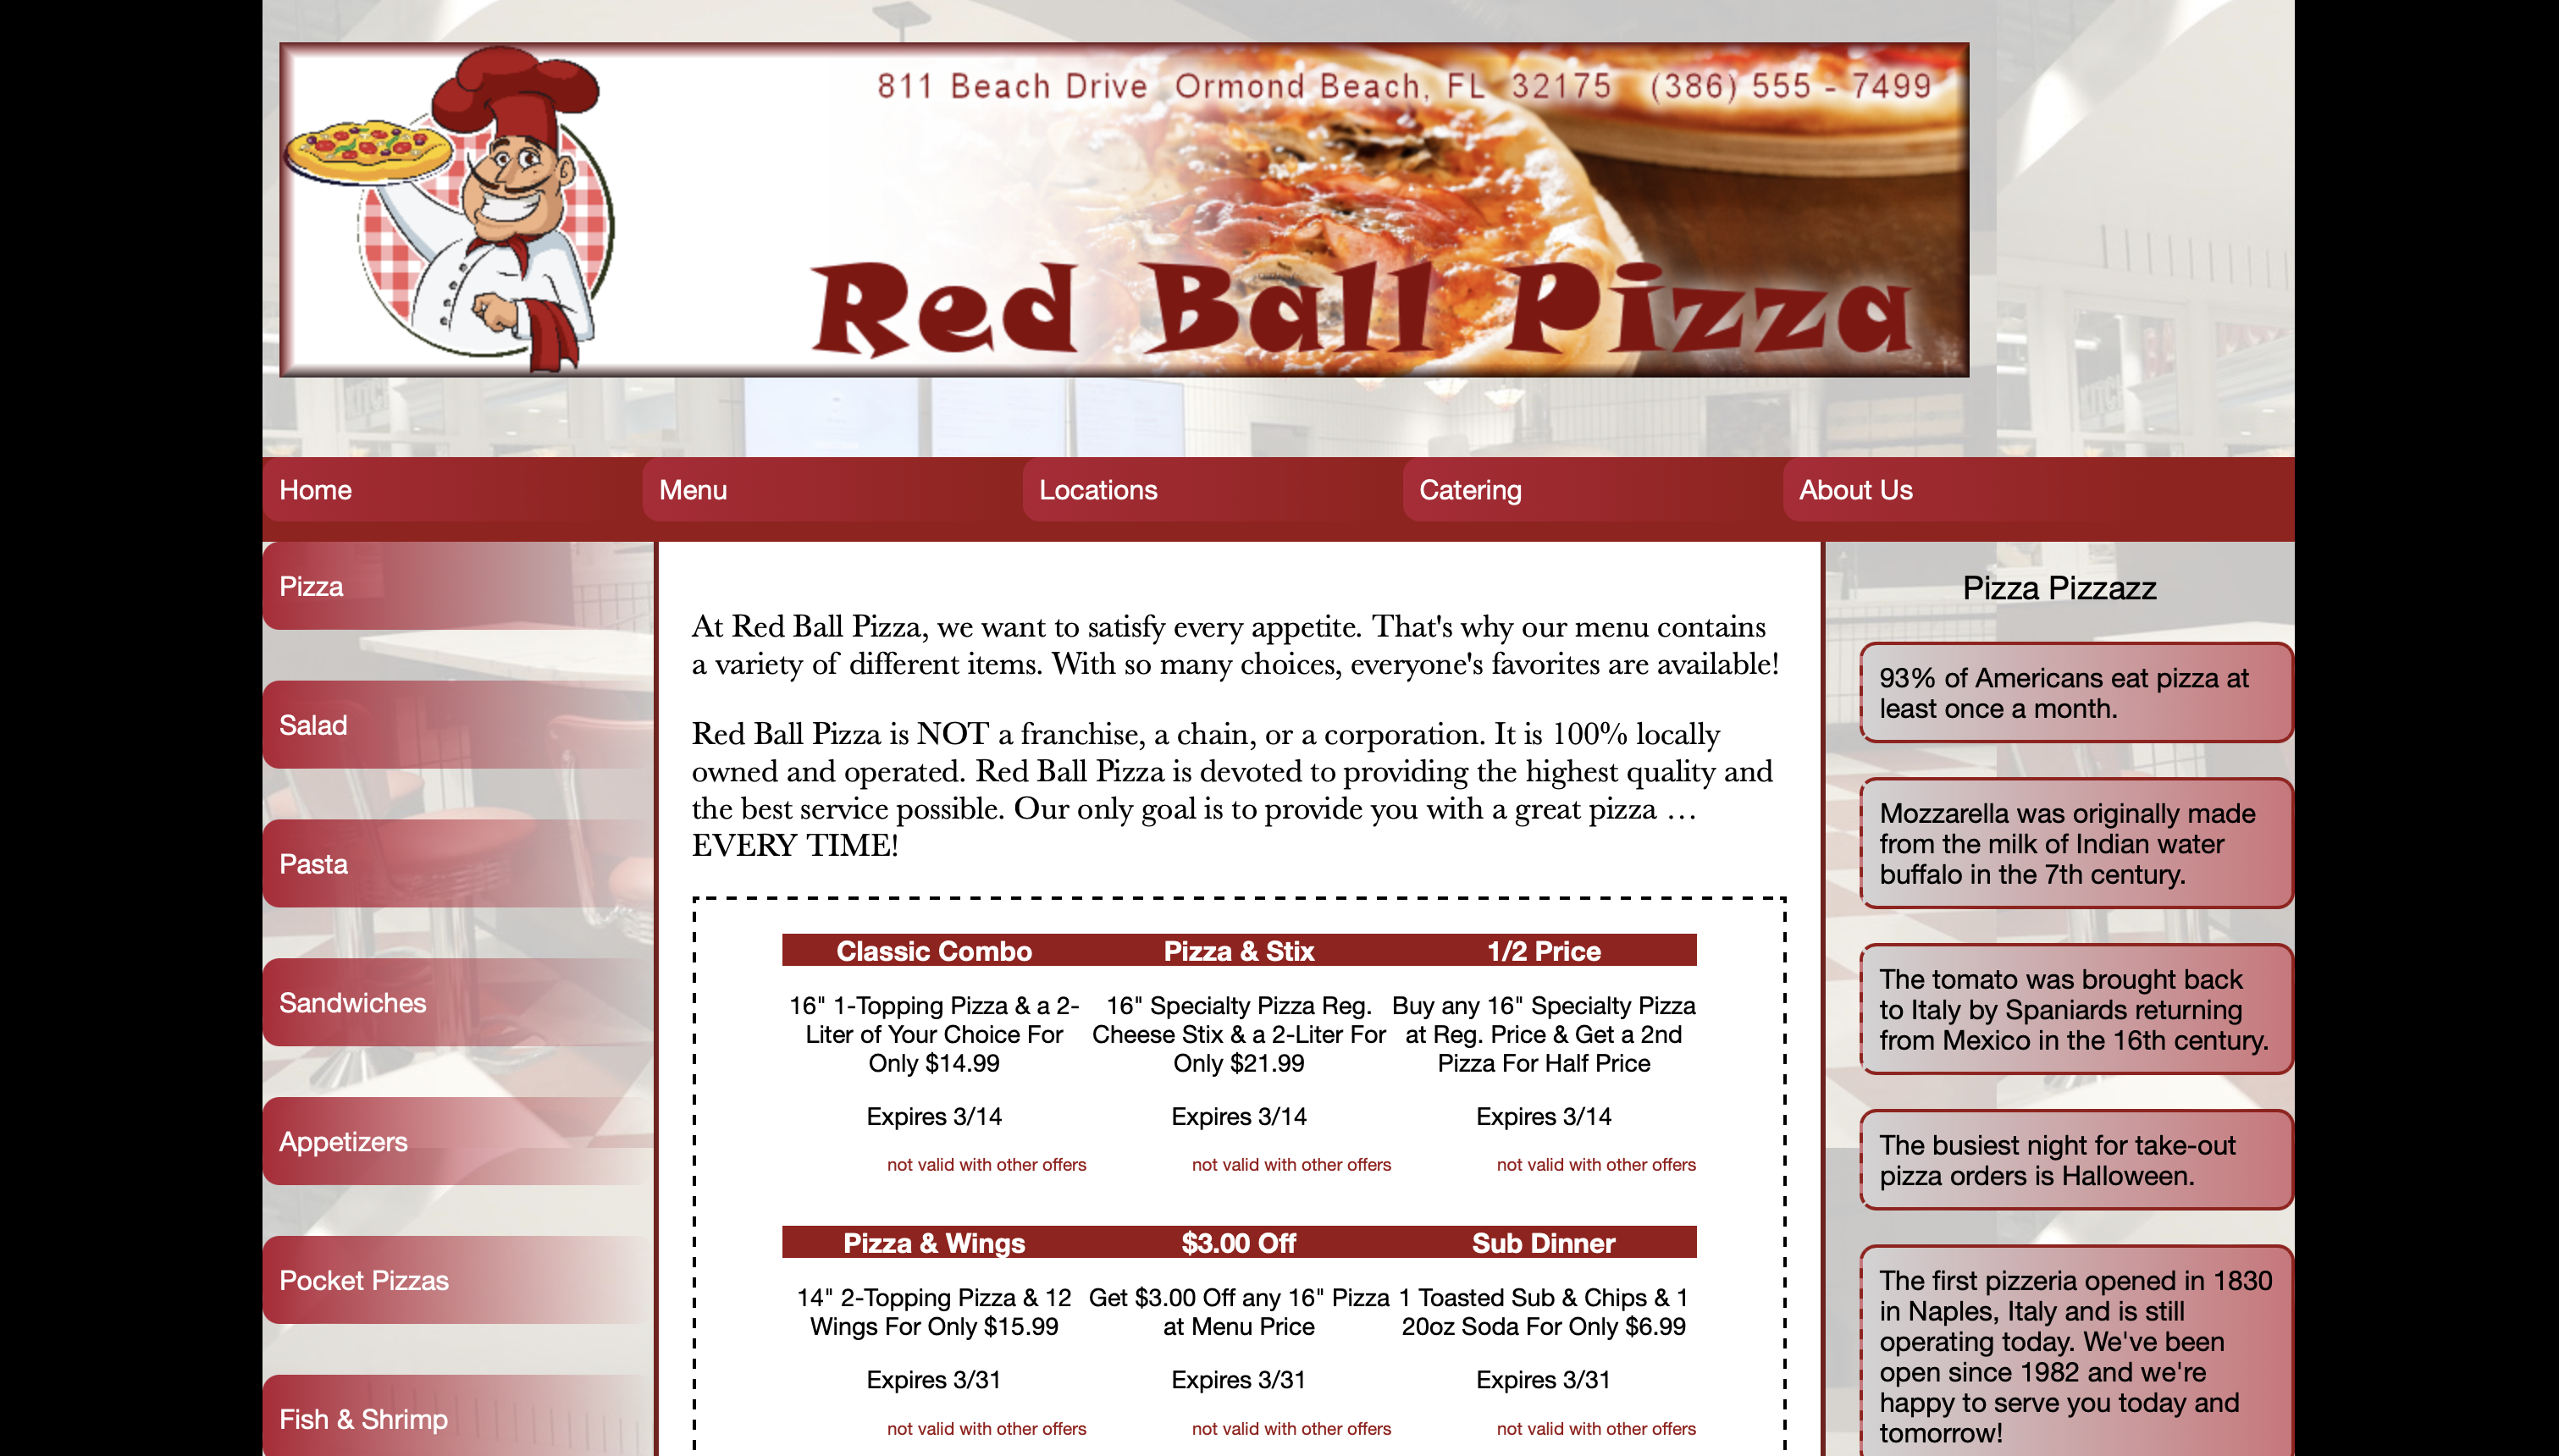 811 Beach Drive  Ormond Beach, FL  32175   (386) 555 - 7499
Red Ball Pizza
Home
Menu
Locations
Catering
About Us
Pizza
Salad
Pasta
Sandwiches
Appetizers
Pocket Pizzas
Fish & Shrimp
At Red Ball Pizza, we want to satisfy every appetite. That's why our menu contains
a variety of different items. With so many choices, everyone's favorites are available!
Red Ball Pizza is NOT a franchise, a chain, or a corporation. It is 100% locally
owned and operated. Red Ball Pizza is devoted to providing the highest quality and
the best service possible. Our only goal is to provide you with a great pizza …
EVERY TIME!
Classic Combo
16" 1-Topping Pizza & a 2-
Liter of Your Choice For
Only $14.99
Expires 3/14
not valid with other offers
Pizza & Stix
16" Specialty Pizza Reg.
Cheese Stix & a 2-Liter For
Only $21.99
Expires 3/14
not valid with other offers
1/2 Price
Buy any 16" Specialty Pizza
at Reg. Price & Get a 2nd
Pizza For Half Price
Expires 3/14
not valid with other offers
Pizza & Wings
14" 2-Topping Pizza & 12
Wings For Only $15.99
Expires 3/31
not valid with other offers
$3.00 Off
Get $3.00 Off any 16" Pizza
at Menu Price
Expires 3/31
not valid with other offers
Sub Dinner
1 Toasted Sub & Chips & 1
20oz Soda For Only $6.99
Expires 3/31
not valid with other offers
Pizza Pizzazz
93% of Americans eat pizza at
least once a month.
Mozzarella was originally made
from the milk of Indian water
buffalo in the 7th century.
The tomato was brought back
to Italy by Spaniards returning
from Mexico in the 16th century.
The busiest night for take-out
pizza orders is Halloween.
The first pizzeria opened in 1830
in Naples, Italy and is still
operating today. We've been
open since 1982 and we're
happy to serve you today and
tomorrow!